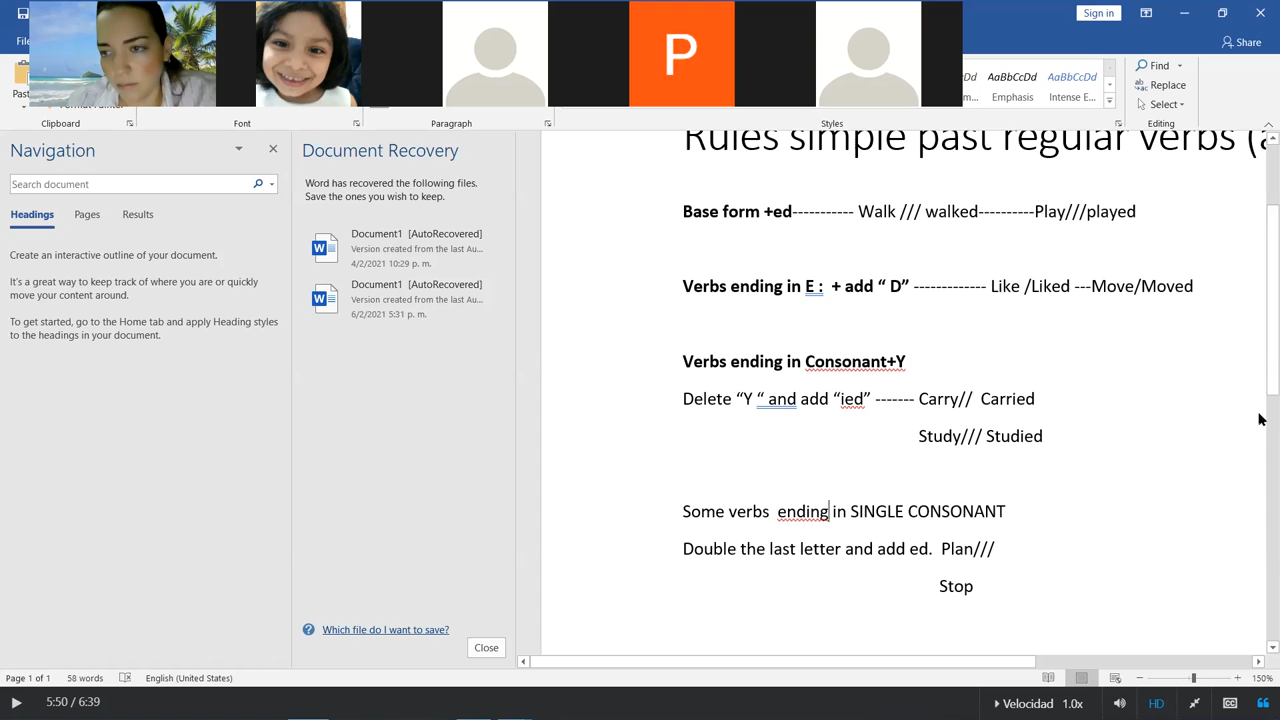 Sign in
File
Share
P
Past
Format Painter
Find
Replace
Select
AaBbCcDd
AaBbCcDd
Emphasis
Intense E...
Clipboard
Font
Paragraph
Styles
Editing
Navigation
Search document
Headings
Pages
Results
Create an interactive outline of your document.
It's a great way to keep track of where you are or quickly
move your content around.
To get started, go to the Home tab and apply Heading styles
to the headings in your document.
Document Recovery
Word has recovered the following files.
Save the ones you wish to keep.
Document1 [AutoRecovered]
Version created from the last Au...
4/2/2021 10:29 p. m.
Document1 [AutoRecovered]
Version created from the last Au...
6/2/2021 5:31 p. m.
Which file do I want to save?
Close
Rules simple past regular verbs (a
Base form +ed----------- Walk /// walked----------Play///played
Verbs ending in E : + add “ D” ------------- Like /Liked ---Move/Moved
Verbs ending in Consonant+Y
Delete “Y “ and add “ied” ------- Carry// Carried
Study/// Studied
Some verbs ending in SINGLE CONSONANT
Double the last letter and add ed. Plan///
Stop
Page 1 of 1
58 words
English (United States)
150%
5:50 / 6:39
Velocidad 1.0x
HD